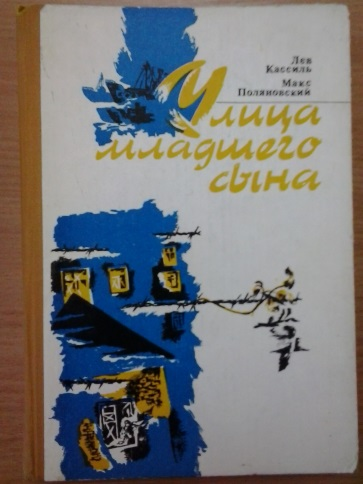 Лев
Кассиль
Макс
Поляновский
Улица
младшего
сына